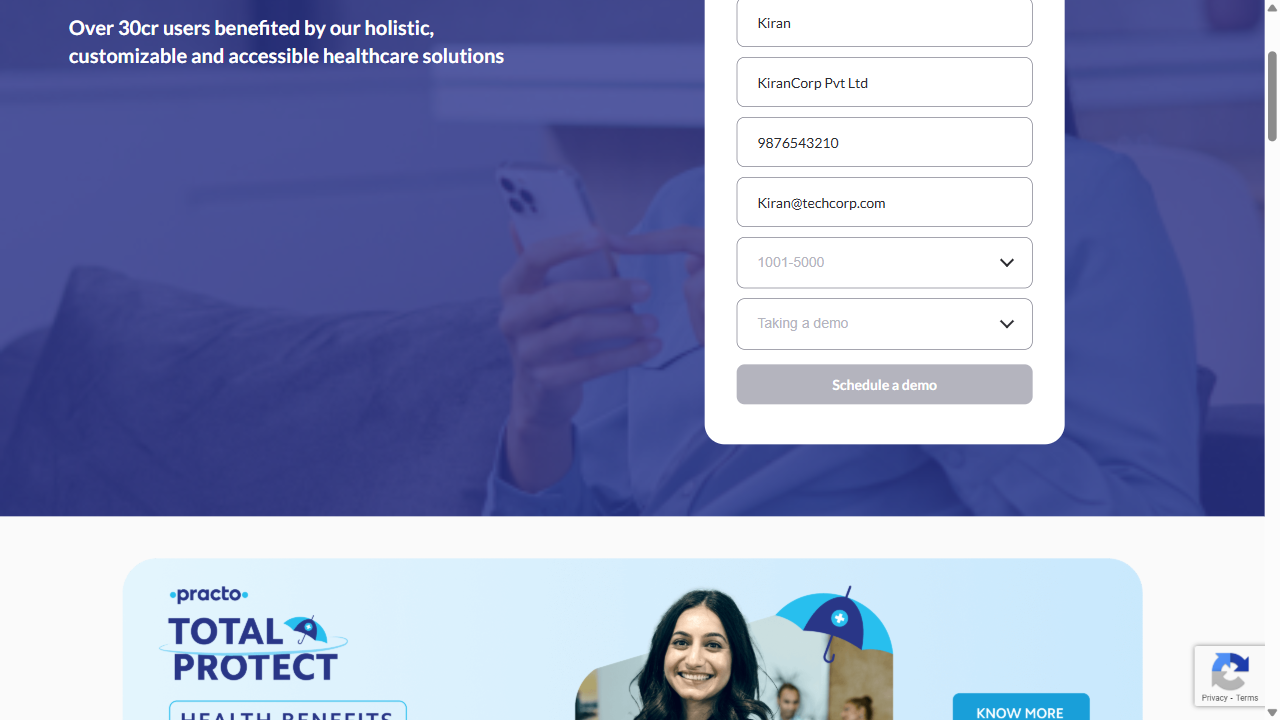 Over 30cr users benefited by our holistic,
customizable and accessible healthcare solutions
Kiran
KiranCorp Pvt Ltd
9876543210
Kiran@techcorp.com
1001-5000
Taking a demo
Schedule a demo
practo
TOTAL
PROTECT
HEALTH BENEFITS
KNOW MORE
Privacy - Terms